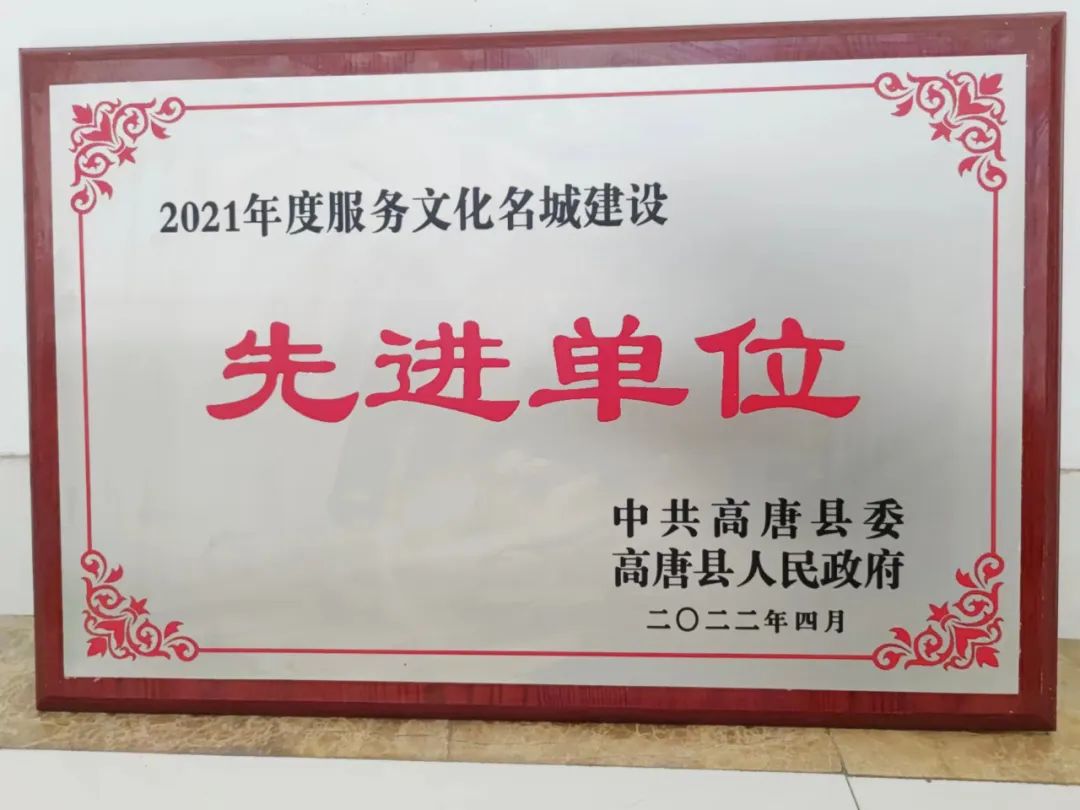 2021年度服务文化名城建设
先进单位
中共高唐县委
高唐县人民政府
二〇二二年四月